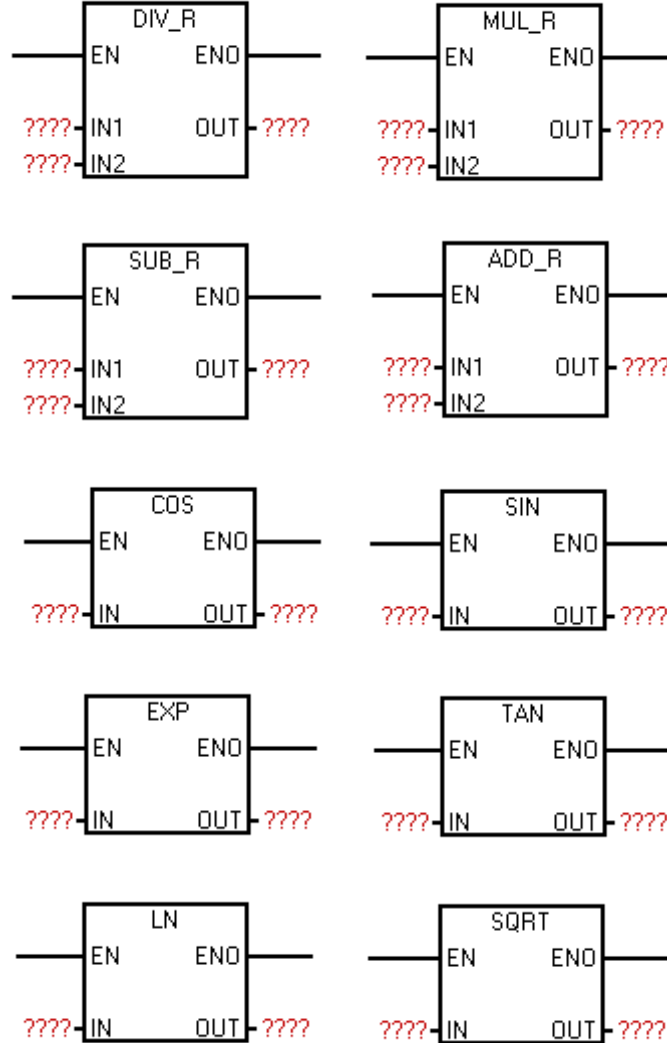 DIV_R MUL_R
EN ENO EN ENO
???? IN1 OUT ???? ???? IN1 OUT ????
???? IN2 ???? IN2
SUB_R ADD_R
EN ENO EN ENO
???? IN1 OUT ???? ???? IN1 OUT ????
???? IN2 ???? IN2
COS SIN
EN ENO EN ENO
???? IN OUT ???? ???? IN OUT ????
EXP TAN
EN ENO EN ENO
???? IN OUT ???? ???? IN OUT ????
LN SQRT
EN ENO EN ENO
???? IN OUT ???? ???? IN OUT ????